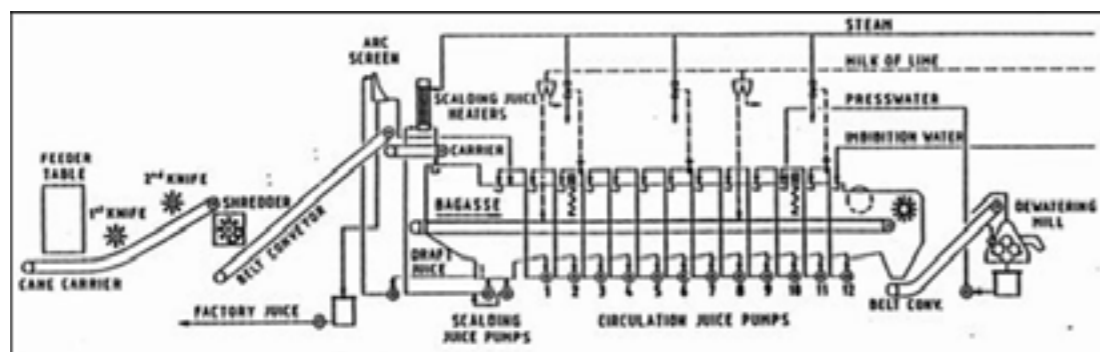 STEAM
MILK OF LIME
PRESSWATER
IMBIBITION WATER
ARC
SCREEN
SCALDING JUICE
HEATERS
CARRIER
FEEDER
TABLE
2nd KNIFE
1st KNIFE
SHREDDER
BELT CONVEYOR
CANE CARRIER
BAGASSE
DRAFT
JUICE
FACTORY JUICE
SCALDING
JUICE PUMPS
1 2 3 4 5 6 7 8 9 10 11 12
CIRCULATION JUICE PUMPS
BELT CONV.
DEWATERING
MILL